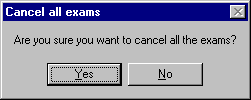 Cancel all exams
Are you sure you want to cancel all the exams?
Yes
No